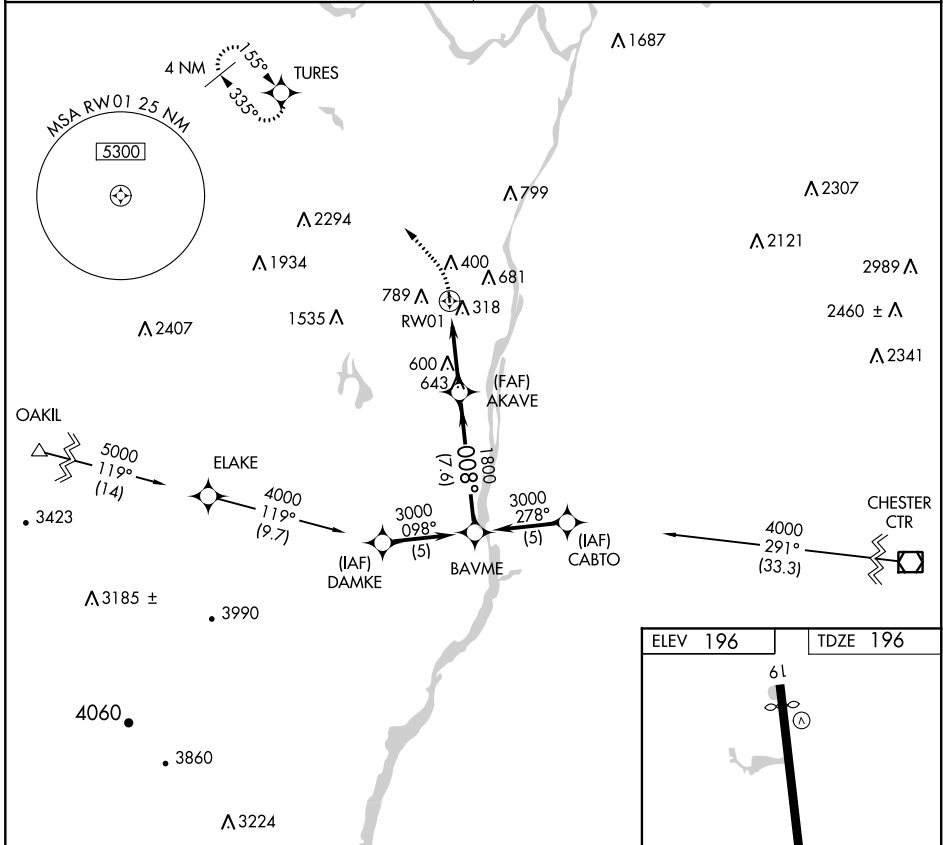 1687
4 NM
155°
335°
TURES
MSA RW01 25 NM
5300
799
2307
2294
2121
1934
400
681
2989
789
318
1535
RW01
2460 ±
2407
2341
600
643
(FAF)
AKAVE
OAKIL
5000
119°
(14)
ELAKE
1800
008°
(7.6)
3423
4000
119°
(9.7)
3000
098°
(5)
3000
278°
(5)
CHESTER
CTR
4000
291°
(33.3)
(IAF)
DAMKE
BAVME
(IAF)
CABTO
3185 ±
3990
ELEV 196
TDZE 196
19
4060
3860
3224